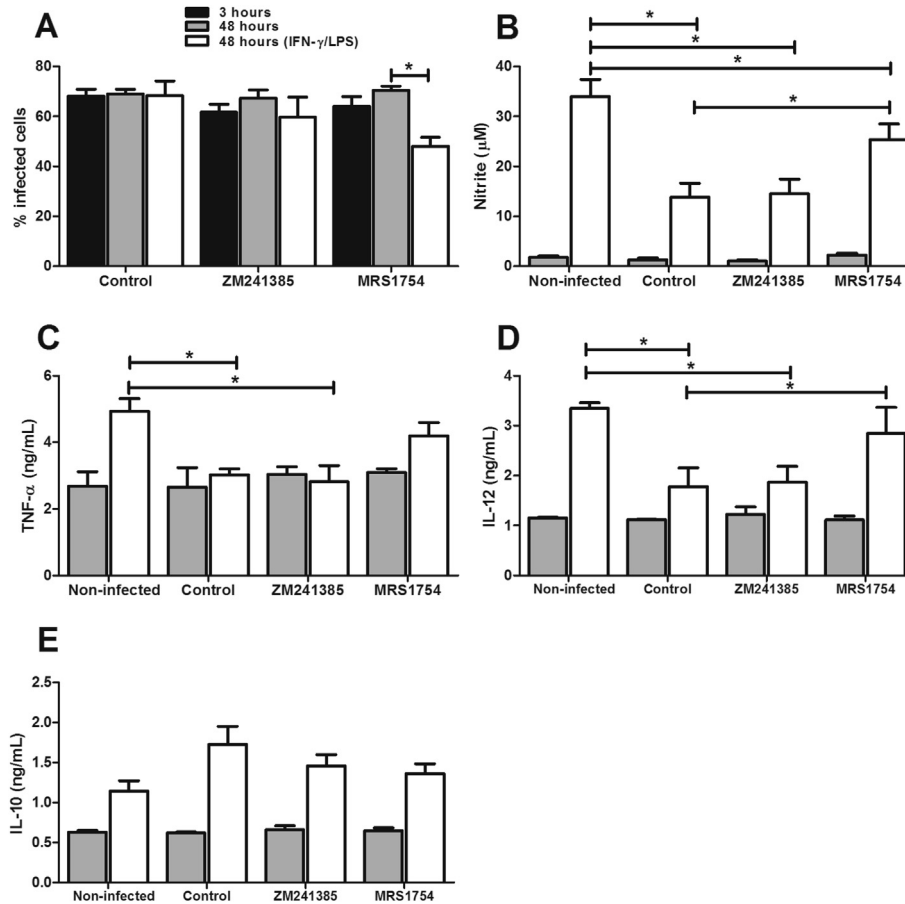 3 hours
48 hours
48 hours (IFN-γ/LPS)
A
80
60
40
20
0
% infected cells
*
Control ZM241385 MRS1754
B
40
30
20
10
0
Nitrite (μM)
*
*
*
*
Non-infected Control ZM241385 MRS1754
C
6
4
2
0
TNF-α (ng/mL)
*
*
Non-infected Control ZM241385 MRS1754
D
4
3
2
1
0
IL-12 (ng/mL)
*
*
*
Non-infected Control ZM241385 MRS1754
E
2.5
2.0
1.5
1.0
0.5
0.0
IL-10 (ng/mL)
Non-infected Control ZM241385 MRS1754